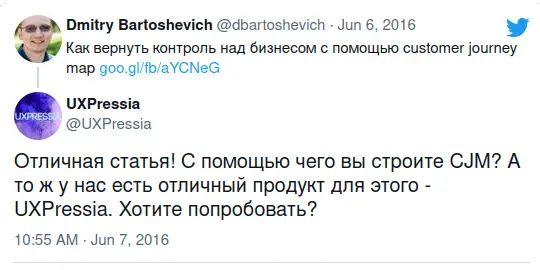 Dmitry Bartoshevich @dbartoshevich · Jun 6, 2016
Как вернуть контроль над бизнесом с помощью customer journey
map goo.gl/fb/aYCNeG
UXPRESSIA
UXPressia
@UXPressia
Отличная статья! С помощью чего вы строите CJM? А
то ж у нас есть отличный продукт для этого -
UXPressia. Хотите попробовать?
10:55 AM · Jun 7, 2016